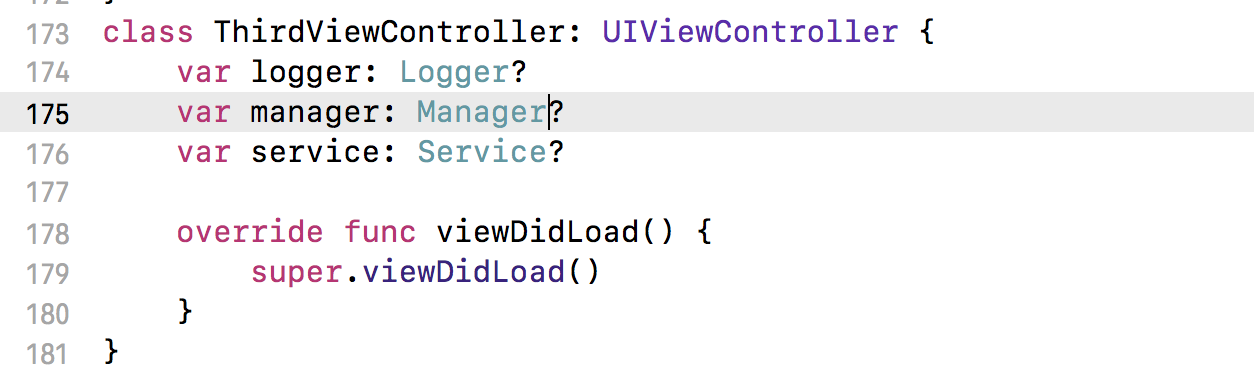 172 }
173 class ThirdViewController: UIViewController {
174     var logger: Logger?
175     var manager: Manager?
176     var service: Service?
177
178     override func viewDidLoad() {
179         super.viewDidLoad()
180     }
181 }